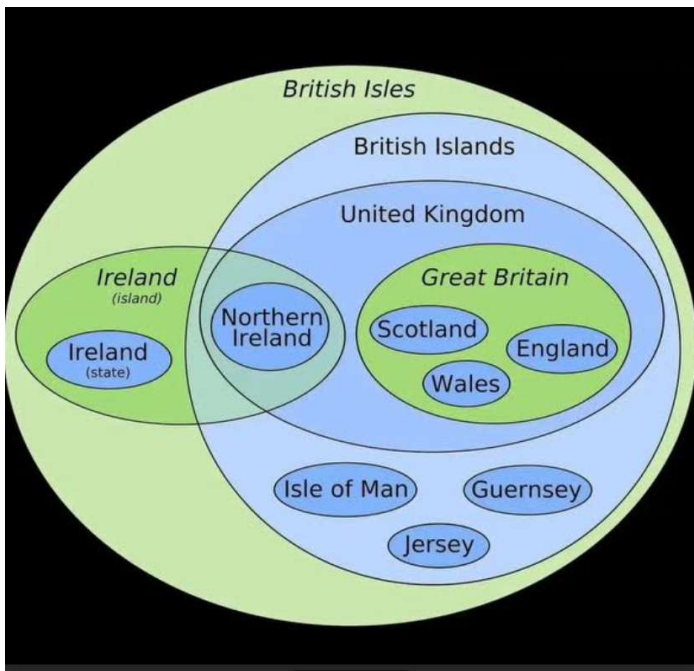 British Isles
British Islands
United Kingdom
Ireland
(island)
Great Britain
Northern
Ireland
Scotland
England
Ireland
(state)
Wales
Isle of Man
Guernsey
Jersey